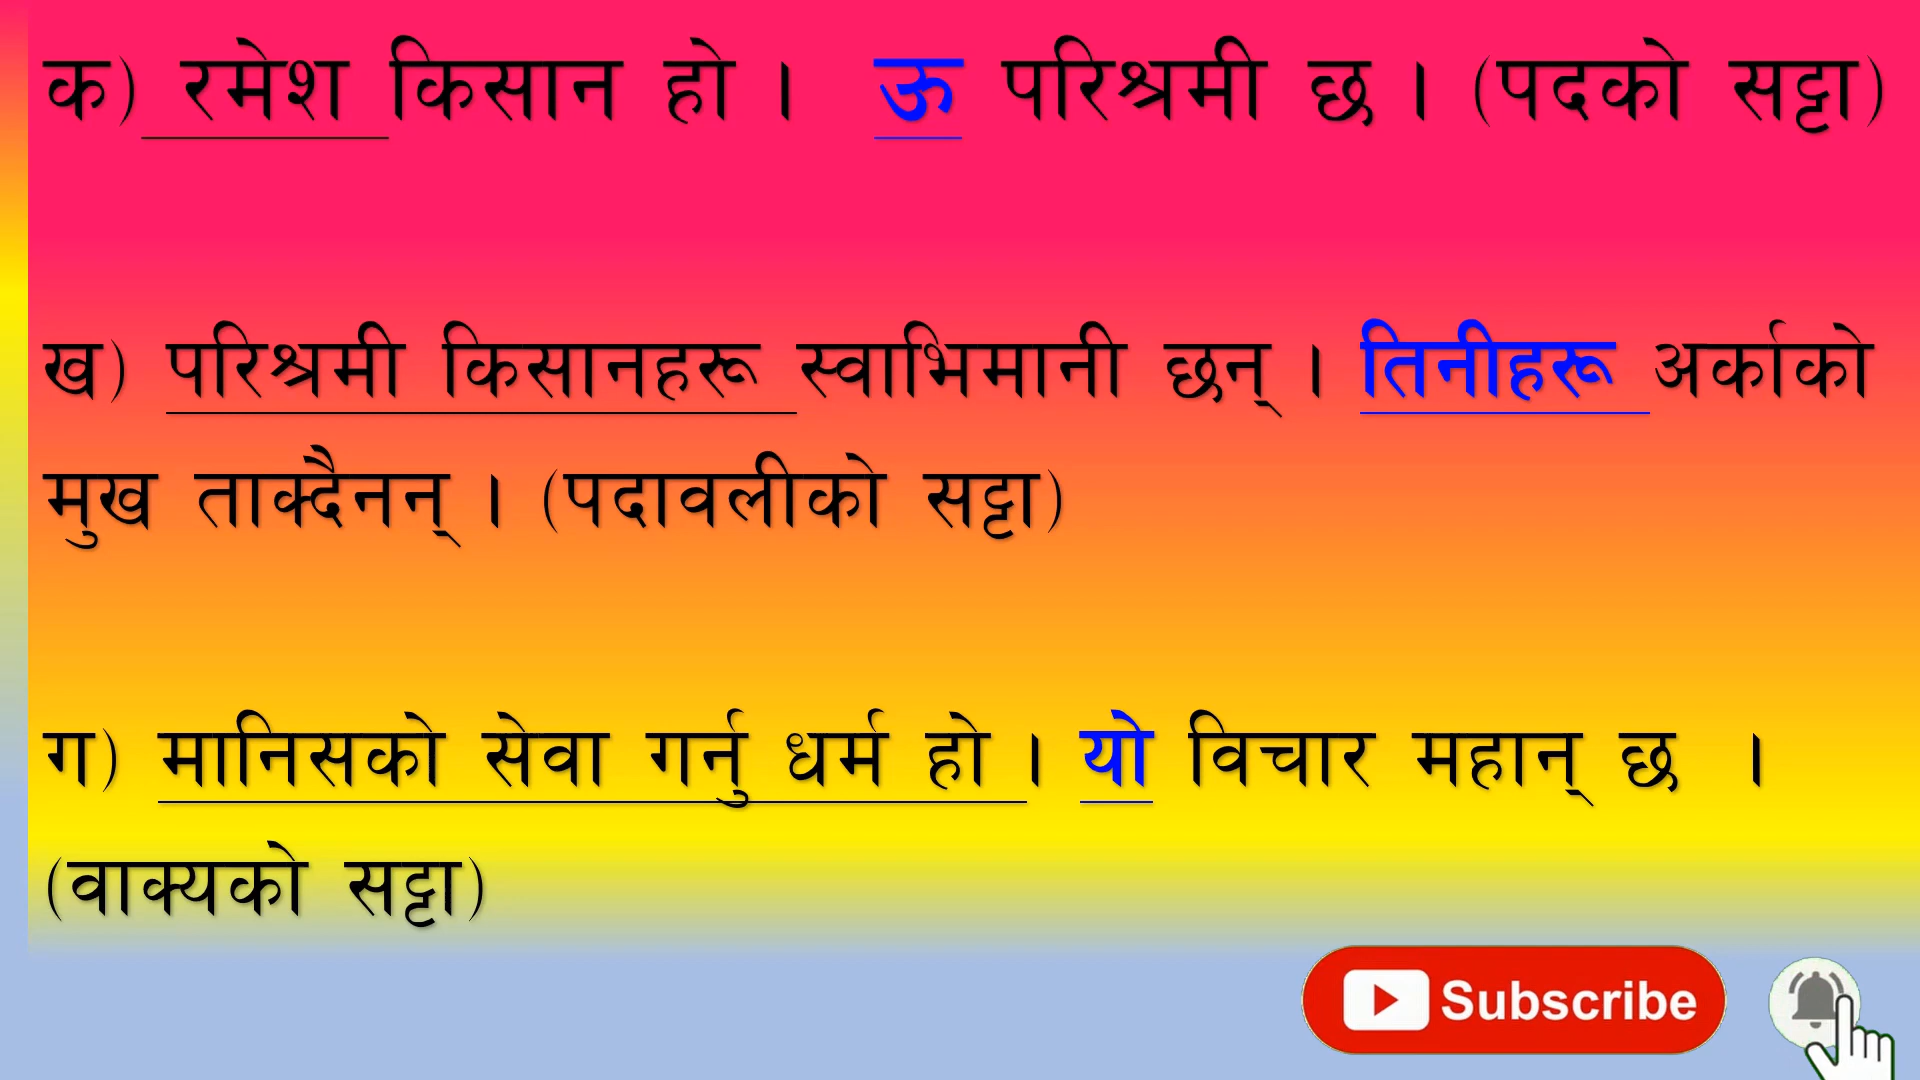 क) रमेश किसान हो । ऊ परिश्रमी छ । (पदको सट्टा)
ख) परिश्रमी किसानहरू स्वाभिमानी छन् । तिनीहरू अर्काको
मुख ताक्दैनन् । (पदावलीको सट्टा)
ग) मानिसको सेवा गर्नु धर्म हो । यो विचार महान् छ ।
(वाक्यको सट्टा)
Subscribe